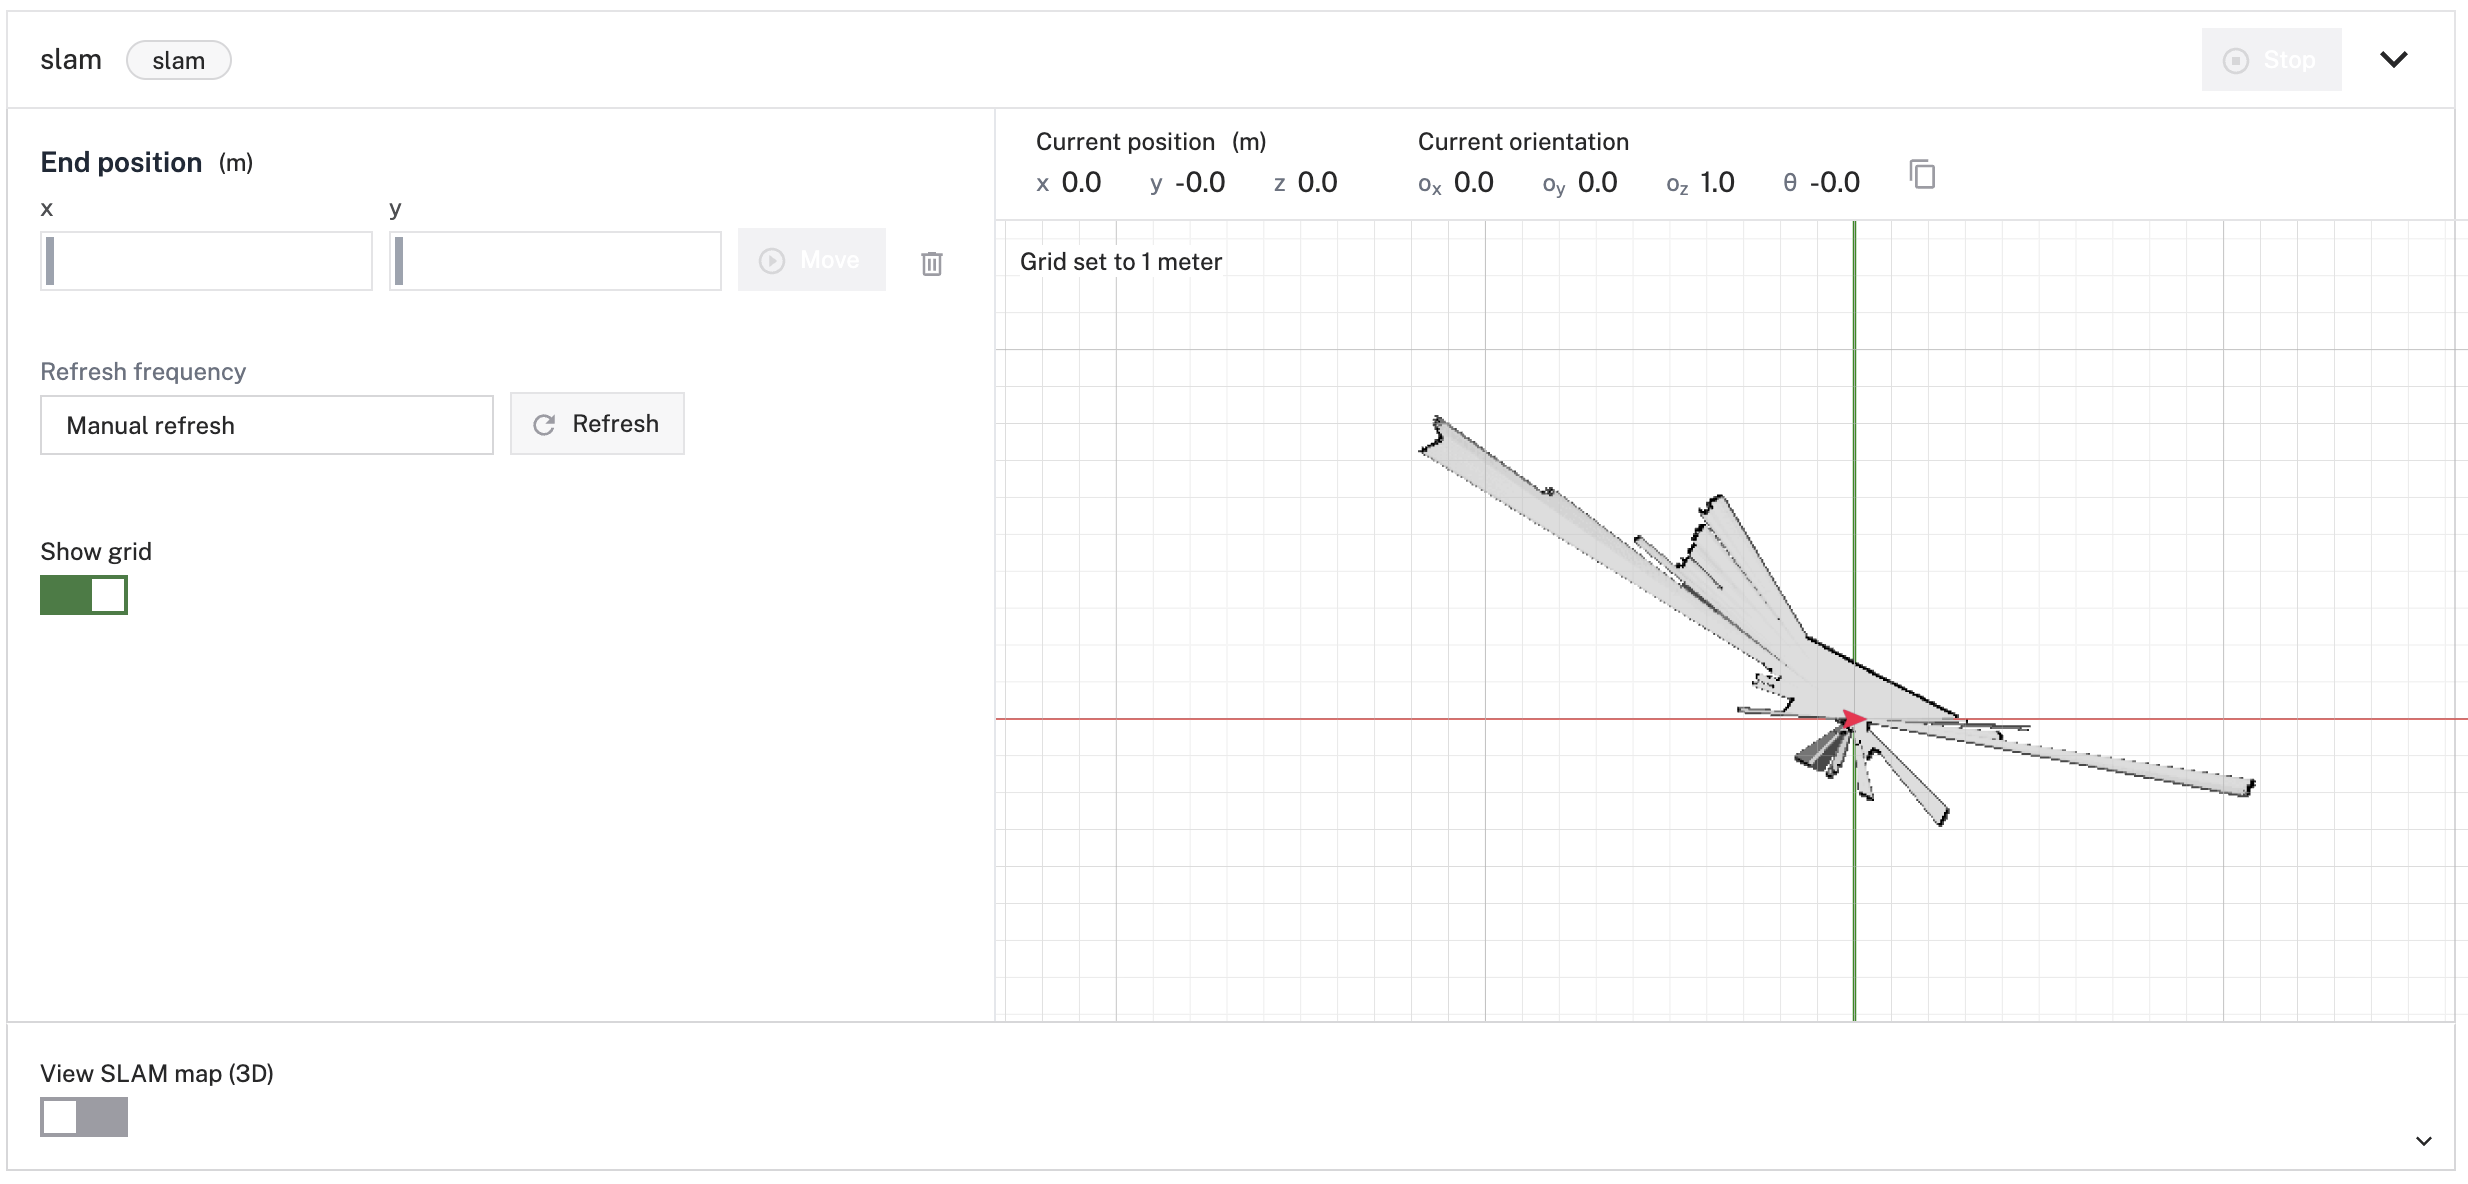 slam slam Stop
End position (m)
x y
Move
Refresh frequency
Manual refresh Refresh
Show grid
Current position (m) Current orientation
x 0.0 y -0.0 z 0.0 oₓ 0.0 oᵧ 0.0 o_z 1.0 θ -0.0
Grid set to 1 meter
View SLAM map (3D)